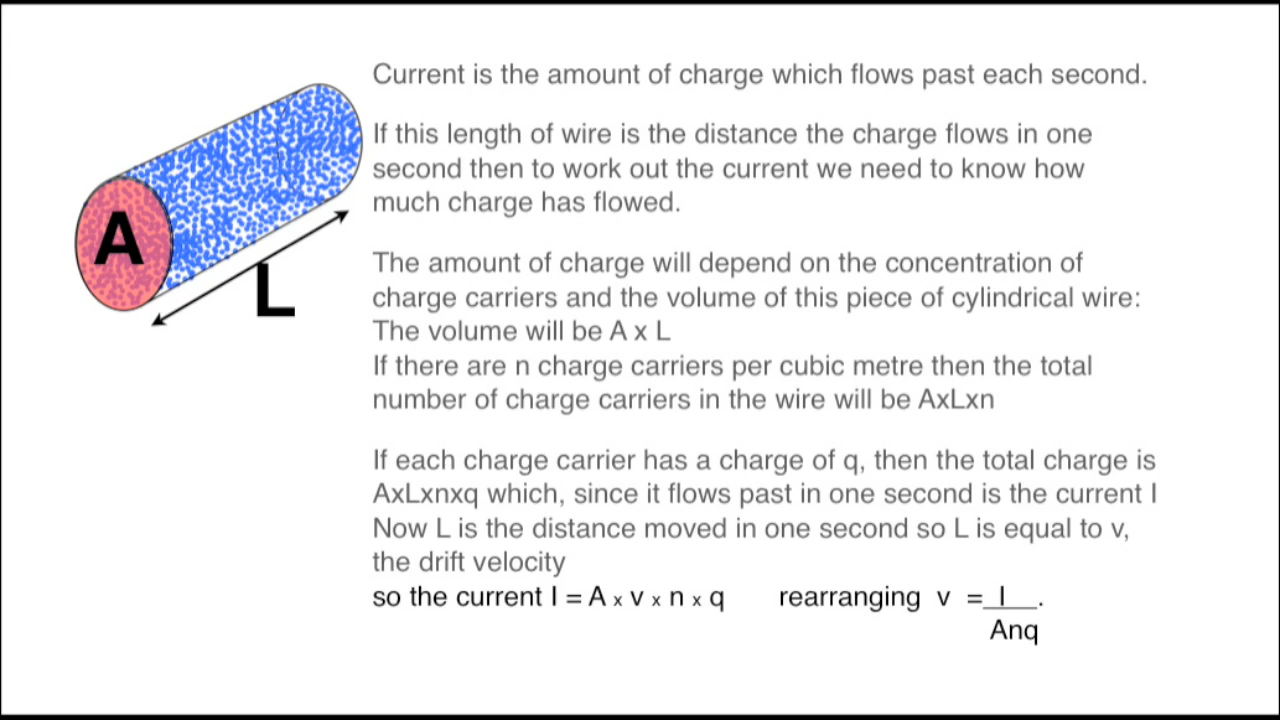 Current is the amount of charge which flows past each second.
If this length of wire is the distance the charge flows in one
second then to work out the current we need to know how
much charge has flowed.
A
L
The amount of charge will depend on the concentration of
charge carriers and the volume of this piece of cylindrical wire:
The volume will be A x L
If there are n charge carriers per cubic metre then the total
number of charge carriers in the wire will be AxLxn
If each charge carrier has a charge of q, then the total charge is
AxLxnxq which, since it flows past in one second is the current I
Now L is the distance moved in one second so L is equal to v,
the drift velocity
so the current I = A x v x n x q rearranging v = I .
Anq